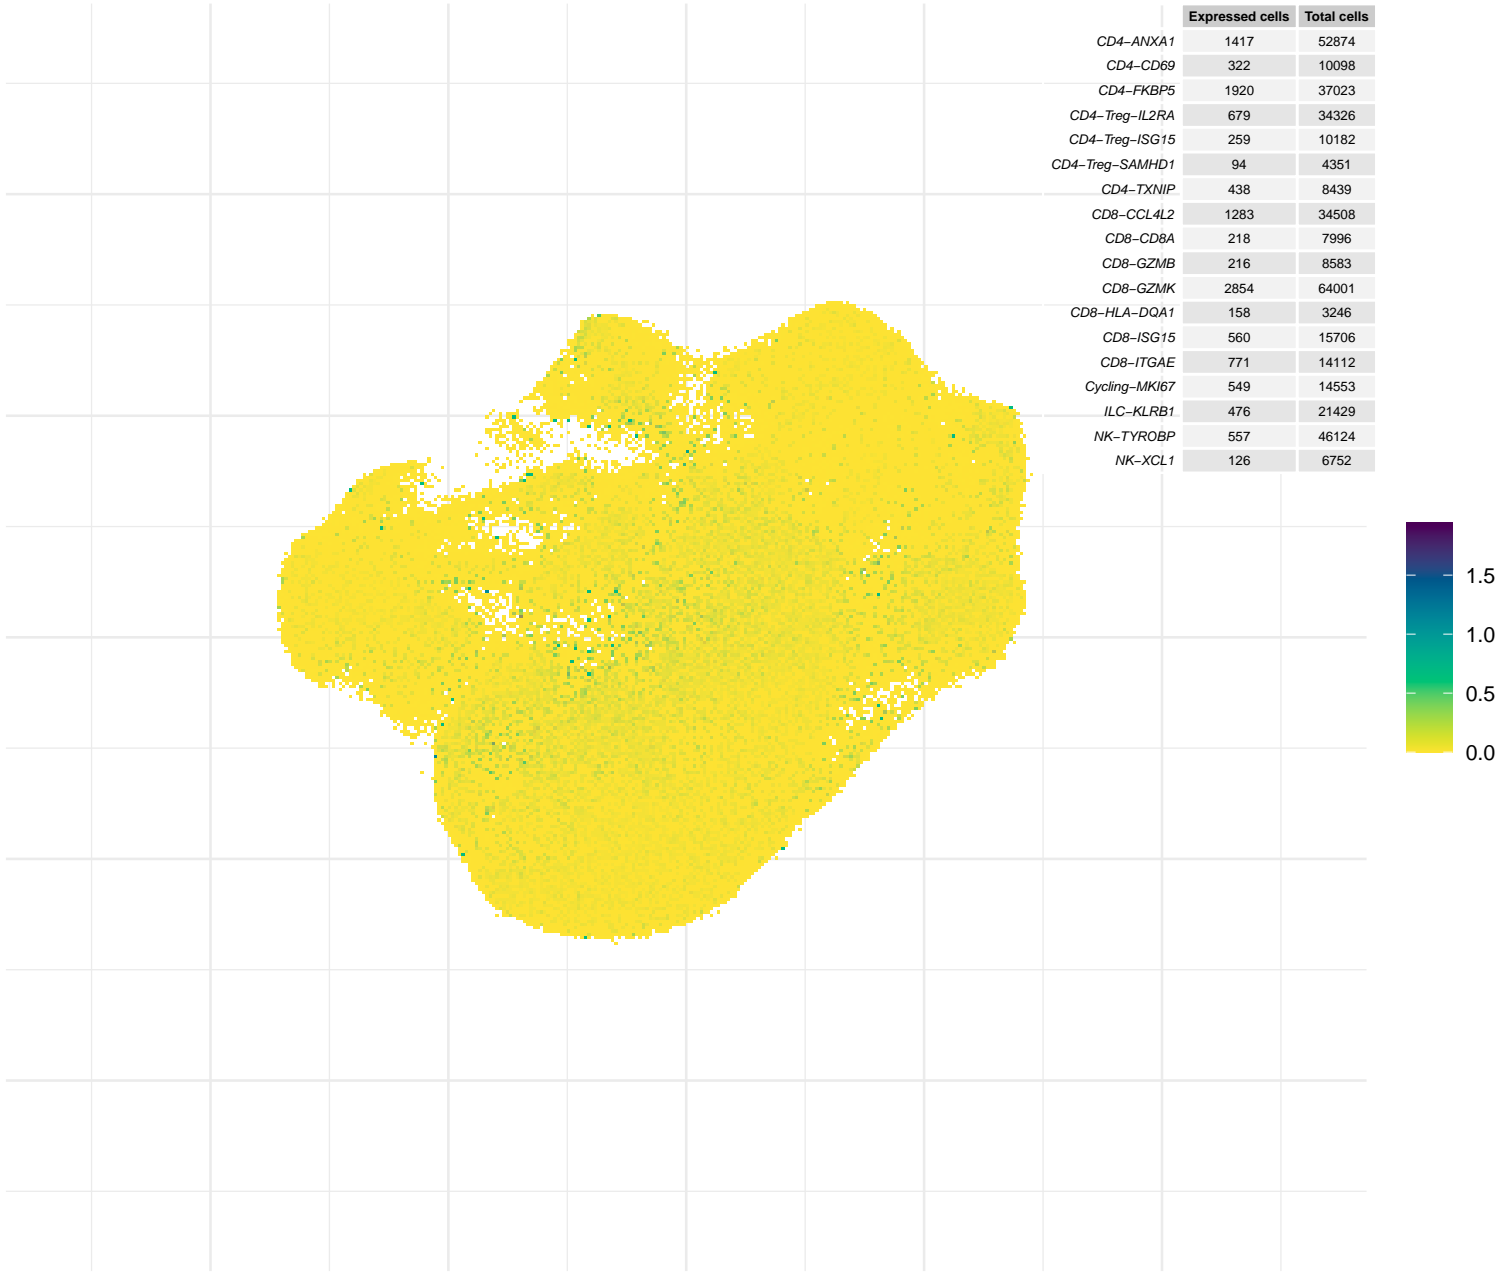 Expressed cells Total cells
CD4−ANXA1 1417 52874
CD4−CD69 322 10098
CD4−FKBP5 1920 37023
CD4−Treg−IL2RA 679 34326
CD4−Treg−ISG15 259 10182
CD4−Treg−SAMHD1 94 4351
CD4−TXNIP 438 8439
CD8−CCL4L2 1283 34508
CD8−CD8A 218 7996
CD8−GZMB 216 8583
CD8−GZMK 2854 64001
CD8−HLA−DQA1 158 3246
CD8−ISG15 560 15706
CD8−ITGAE 771 14112
Cycling−MKI67 549 14553
ILC−KLRB1 476 21429
NK−TYROBP 557 46124
NK−XCL1 126 6752
1.5
1.0
0.5
0.0